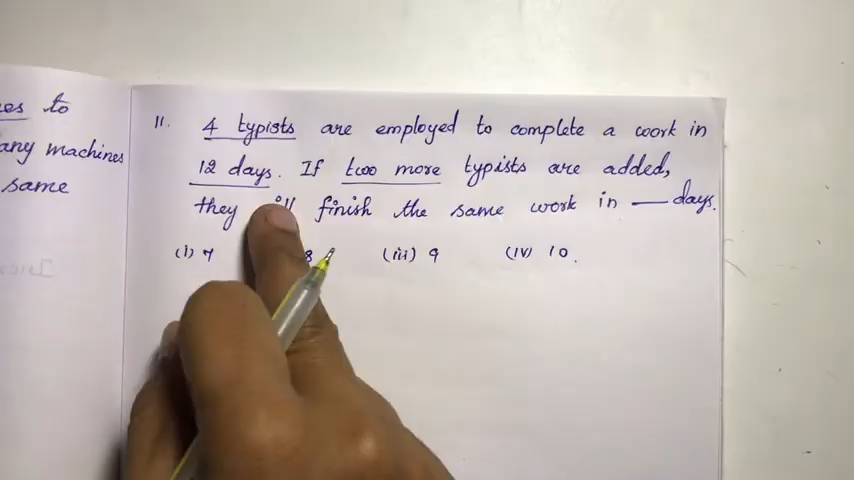 es to
any machines
same
11. 4 typists are employed to complete a work in
12 days. If two more typists are added,
they finish the same work in — days.
(i) 7 8 (iii) 9 (iv) 10.